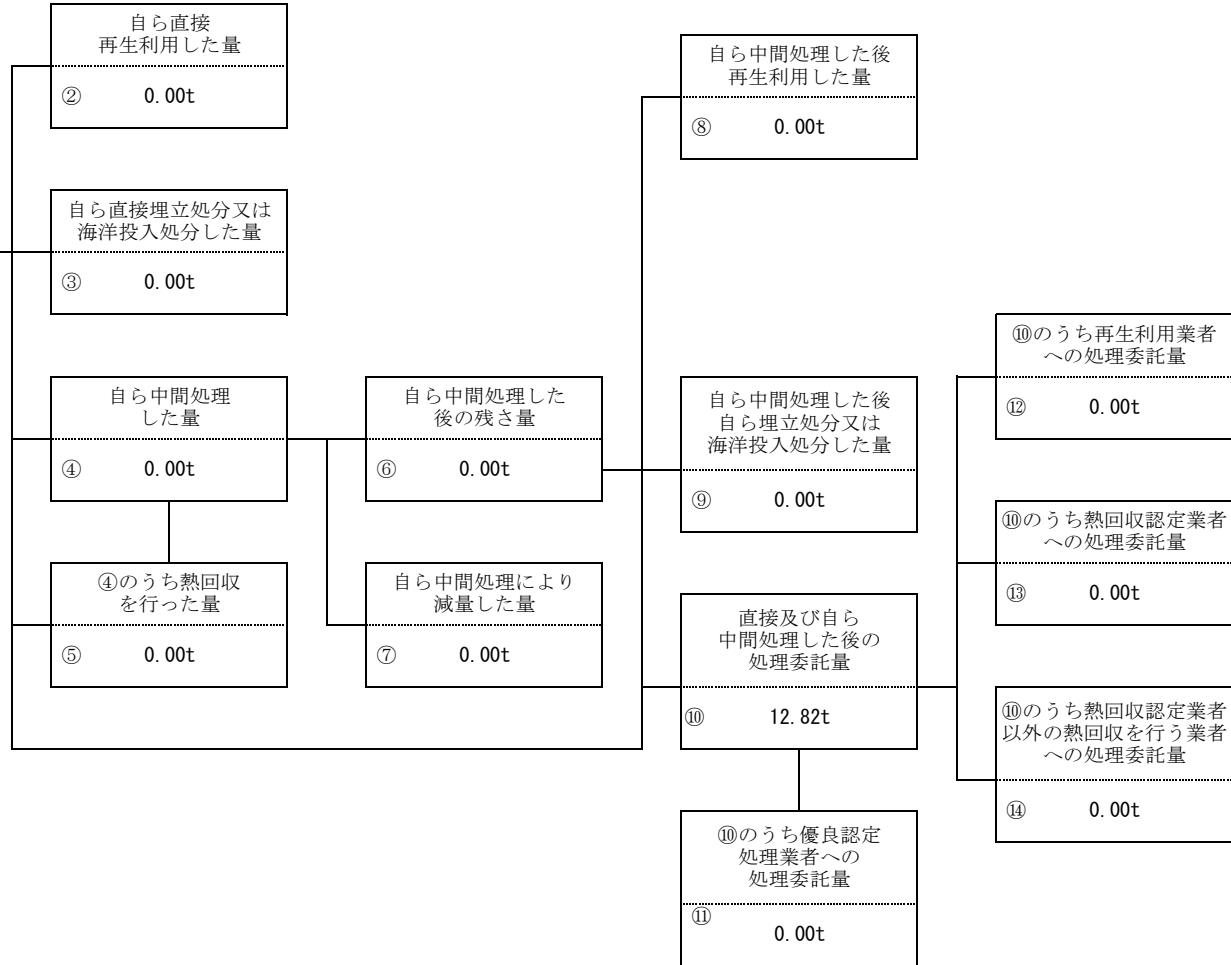 自ら直接
再生利用した量
② 0.00t
自ら直接埋立処分又は
海洋投入処分した量
③ 0.00t
自ら中間処理
した量
④ 0.00t
④のうち熱回収
を行った量
⑤ 0.00t
自ら中間処理した
後の残さ量
⑥ 0.00t
自ら中間処理により
減量した量
⑦ 0.00t
自ら中間処理した後
再生利用した量
⑧ 0.00t
自ら中間処理した後
自ら埋立処分又は
海洋投入処分した量
⑨ 0.00t
直接及び自ら
中間処理した後の
処理委託量
⑩ 12.82t
⑩のうち優良認定
処理業者への
処理委託量
⑪ 0.00t
⑩のうち再生利用業者
への処理委託量
⑫ 0.00t
⑩のうち熱回収認定業者
への処理委託量
⑬ 0.00t
⑩のうち熱回収認定業者
以外の熱回収を行う業者
への処理委託量
⑭ 0.00t